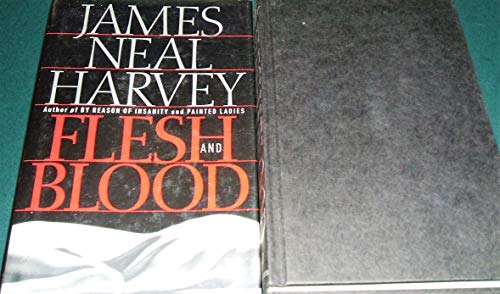 JAMES
NEAL
HARVEY
Author of BY REASON OF INSANITY and PAINTED LADIES
FLESH
AND
BLOOD